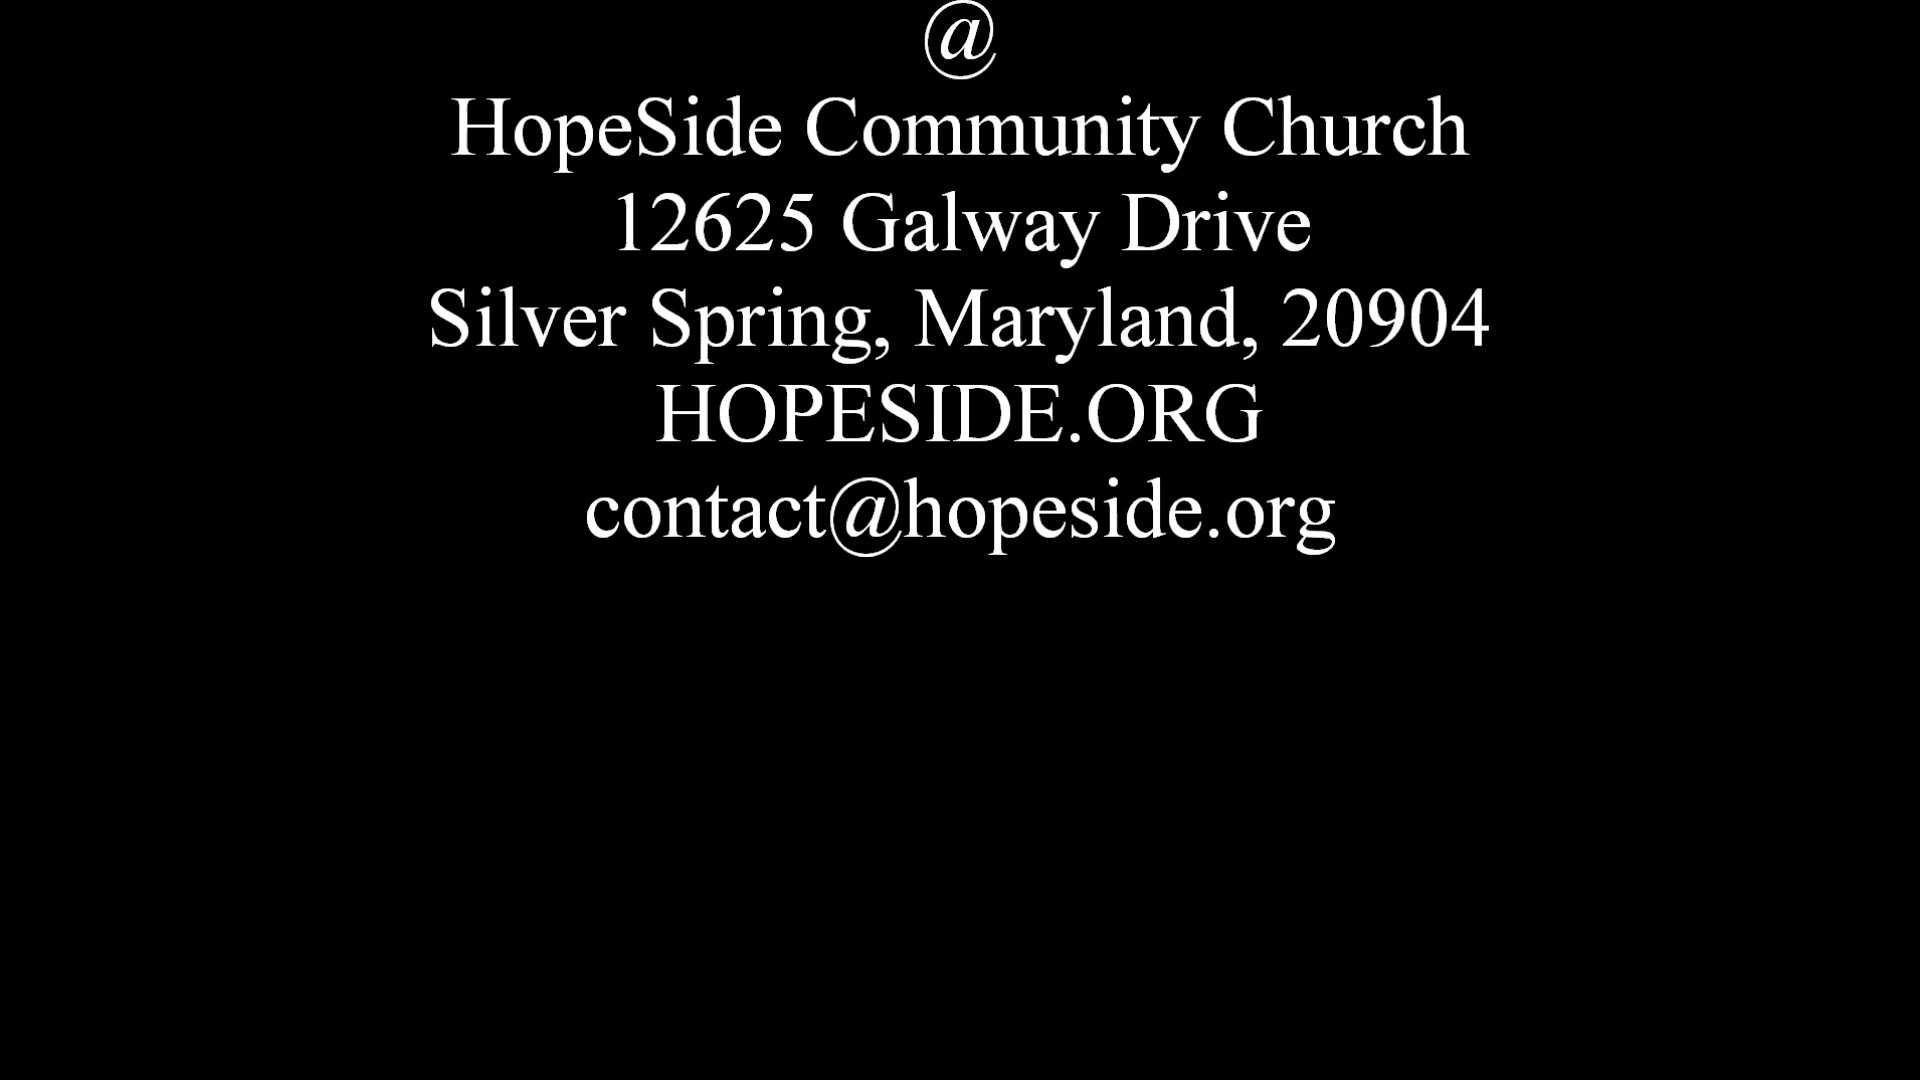 @
HopeSide Community Church
12625 Galway Drive
Silver Spring, Maryland, 20904
HOPESIDE.ORG
contact@hopeside.org